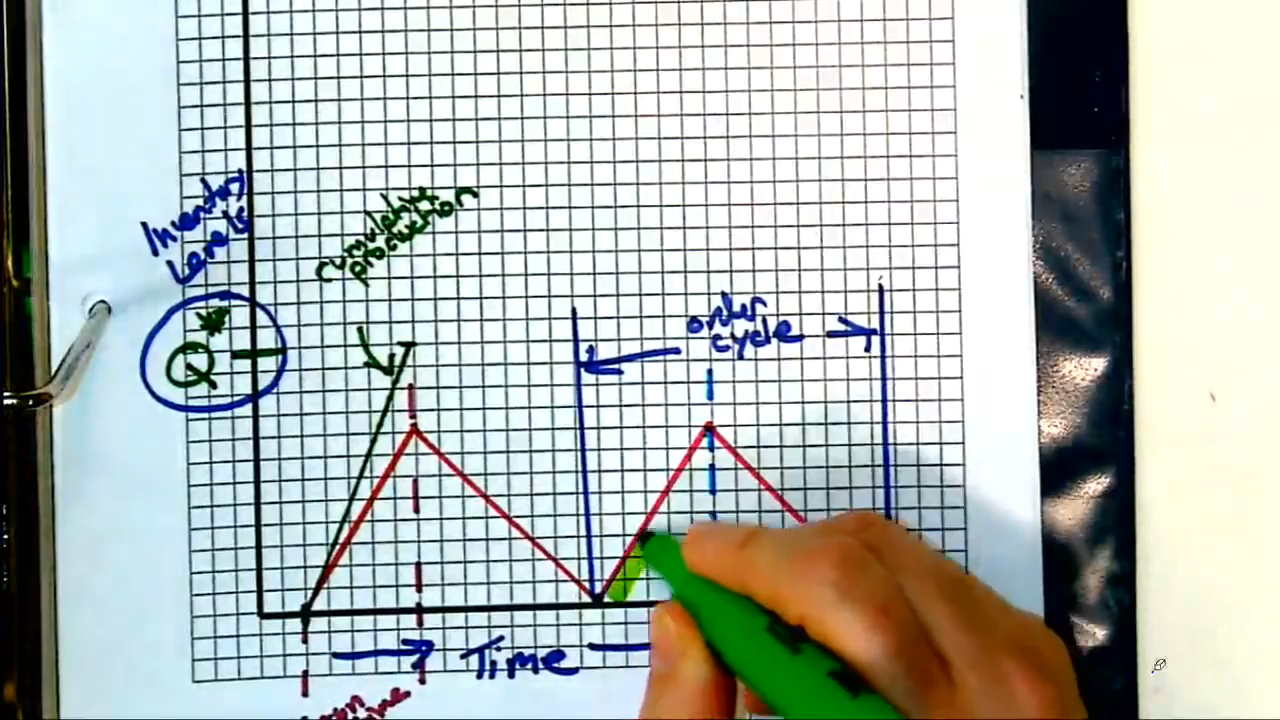 Inventory
Levels
cumulative
production
Q*
order
cycle
Time